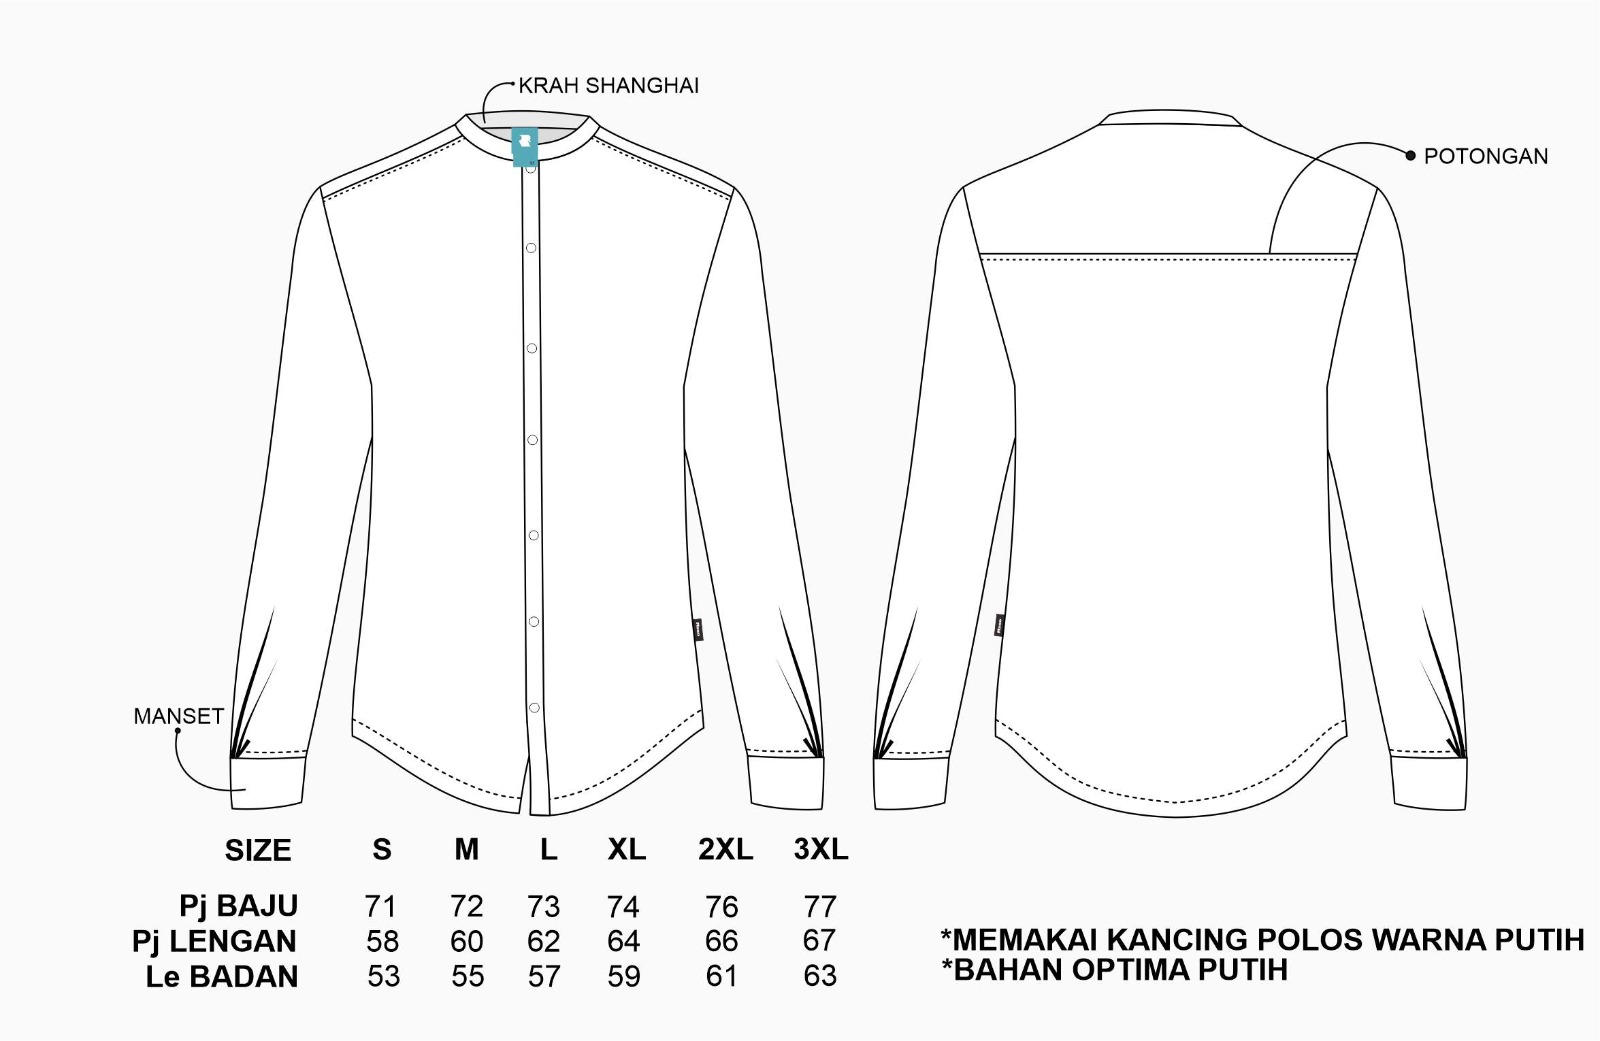 KRAH SHANGHAI
POTONGAN
MANSET
SIZE S M L XL 2XL 3XL
Pj BAJU 71 72 73 74 76 77
Pj LENGAN 58 60 62 64 66 67
Le BADAN 53 55 57 59 61 63
*MEMAKAI KANCING POLOS WARNA PUTIH
*BAHAN OPTIMA PUTIH